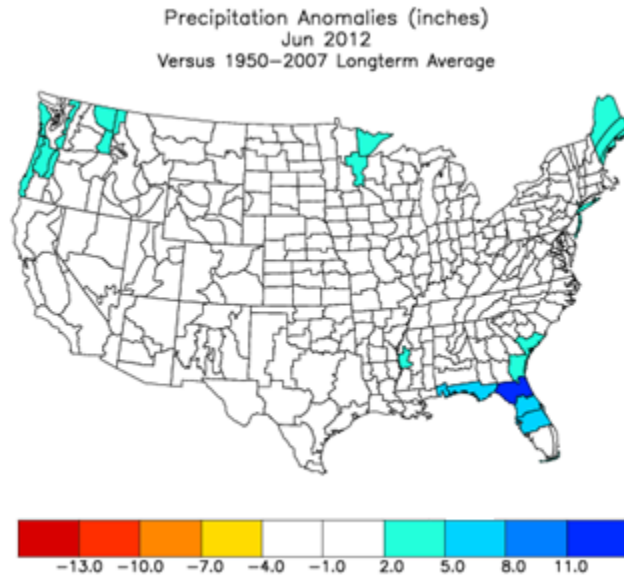 Precipitation Anomalies (inches)
Jun 2012
Versus 1950-2007 Longterm Average
-13.0 -10.0 -7.0 -4.0 -1.0 2.0 5.0 8.0 11.0